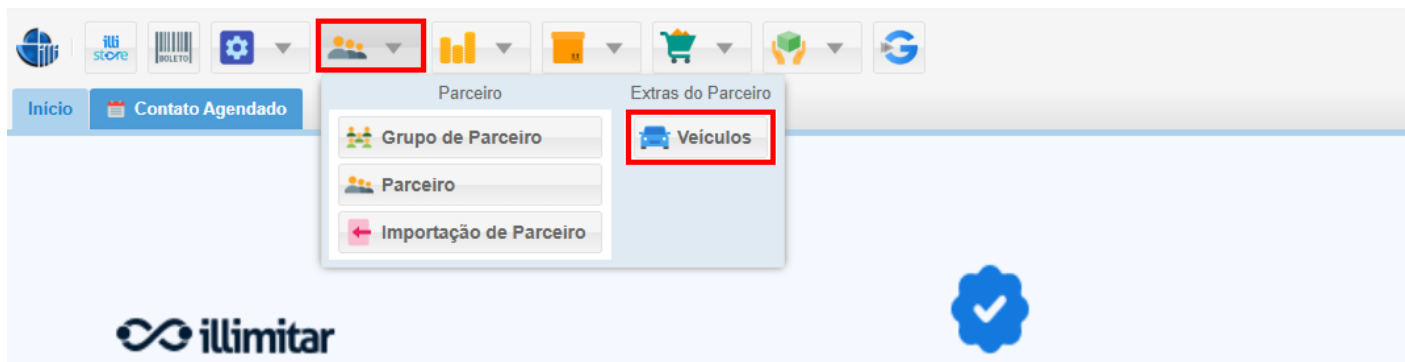 illi
illi
store
BOLETO
Início
Contato Agendado
Parceiro
Extras do Parceiro
Grupo de Parceiro
Veículos
Parceiro
Importação de Parceiro
illimitar